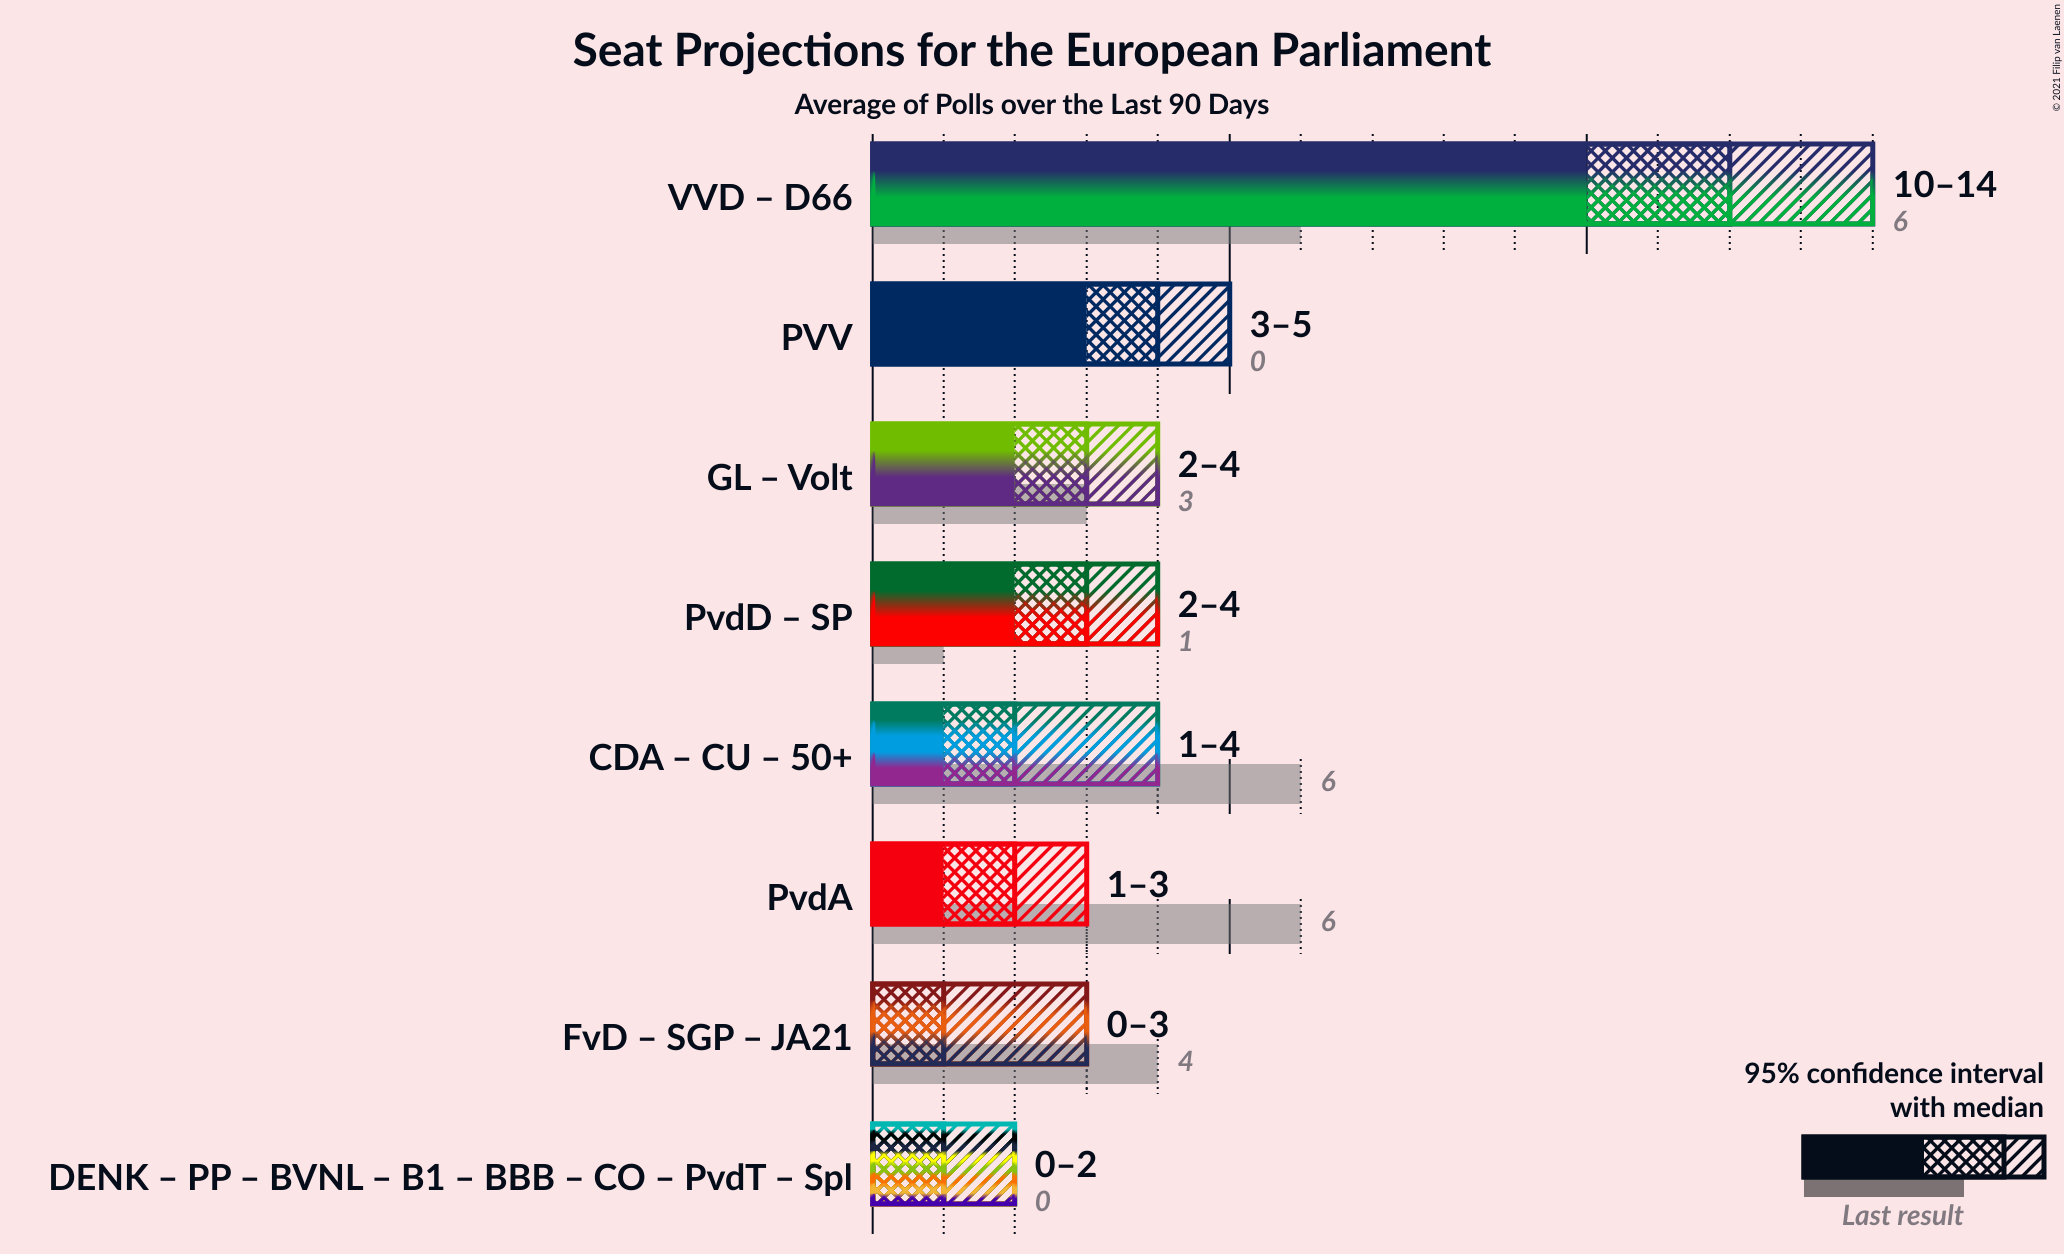 Seat Projections for the European Parliament
Average of Polls over the Last 90 Days
© 2021 Filip van Laenen
VVD – D66
10–14
6
PVV
3–5
0
GL – Volt
2–4
3
PvdD – SP
2–4
1
CDA – CU – 50+
1–4
6
PvdA
1–3
6
FvD – SGP – JA21
0–3
4
DENK – PP – BVNL – B1 – BBB – CO – PvdT – Spl
0–2
0
95% confidence interval
with median
Last result